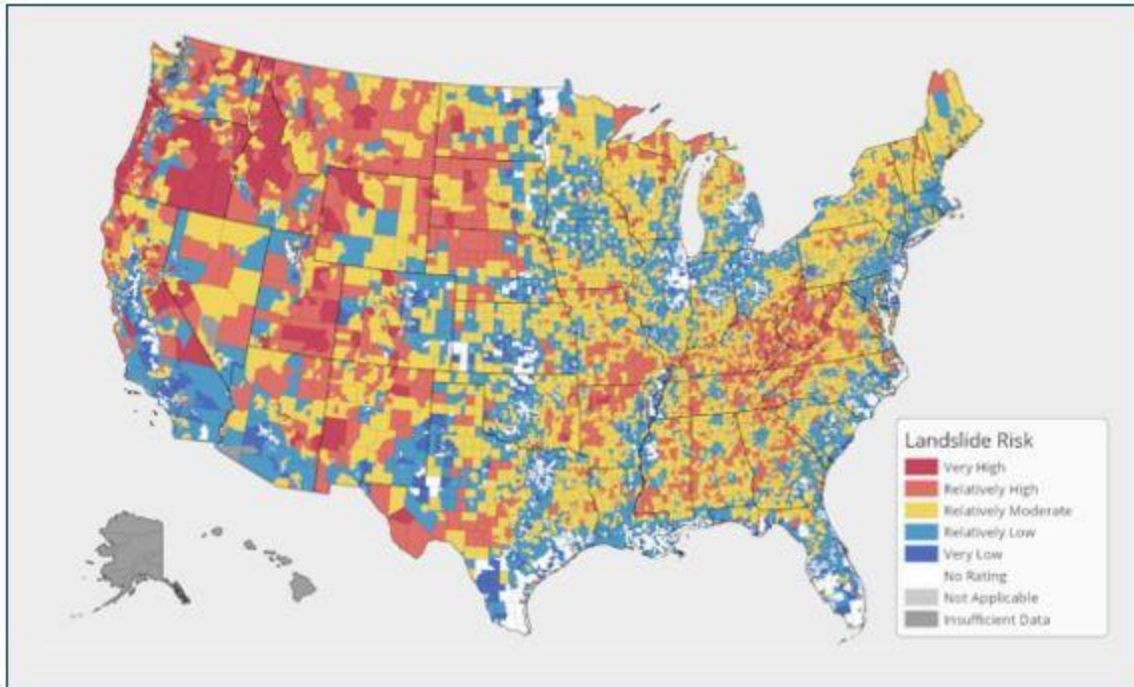 Landslide Risk
Very High
Relatively High
Relatively Moderate
Relatively Low
Very Low
No Rating
Not Applicable
Insufficient Data